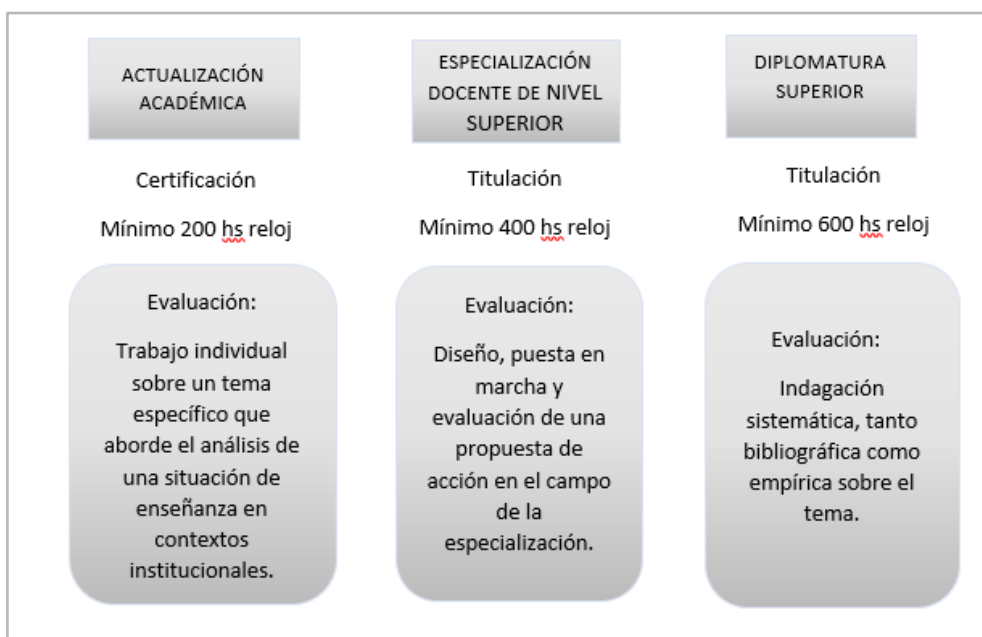 ACTUALIZACIÓN
ACADÉMICA
Certificación
Mínimo 200 hs reloj
Evaluación:
Trabajo individual
sobre un tema
específico que
aborde el análisis de
una situación de
enseñanza en
contextos
institucionales.
ESPECIALIZACIÓN
DOCENTE DE NIVEL
SUPERIOR
Titulación
Mínimo 400 hs reloj
Evaluación:
Diseño, puesta en
marcha y
evaluación de una
propuesta de
acción en el campo
de la
especialización.
DIPLOMATURA
SUPERIOR
Titulación
Mínimo 600 hs reloj
Evaluación:
Indagación
sistemática, tanto
bibliográfica como
empírica sobre el
tema.